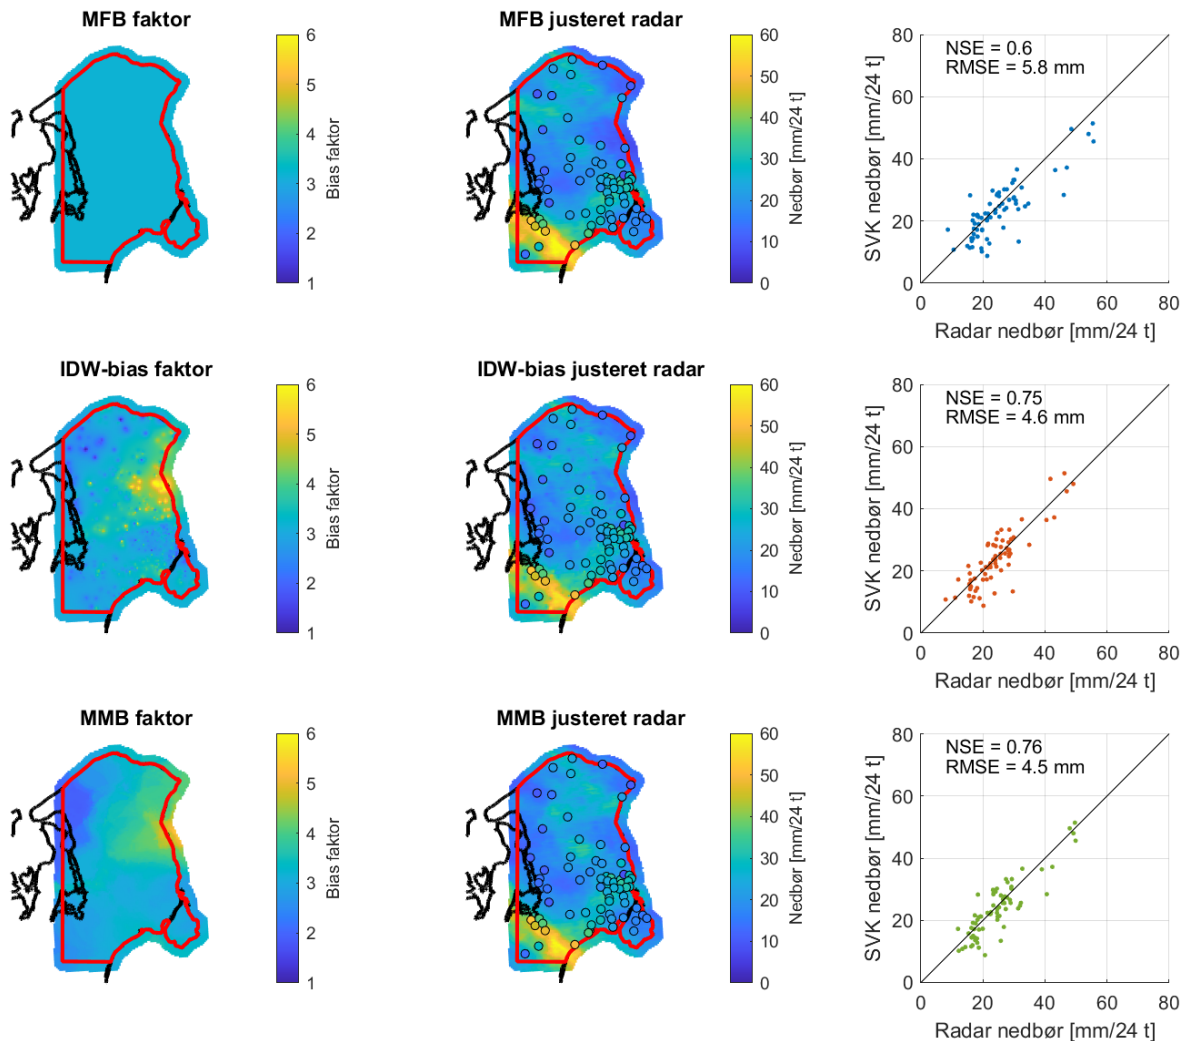 MFB faktor
6
5
4
3
2
1
Bias faktor
MFB justeret radar
60
50
40
30
20
10
0
Nedbør [mm/24 t]
NSE = 0.6
RMSE = 5.8 mm
80
60
40
20
0
SVK nedbør [mm/24 t]
0 20 40 60 80
Radar nedbør [mm/24 t]
IDW-bias faktor
6
5
4
3
2
1
Bias faktor
IDW-bias justeret radar
60
50
40
30
20
10
0
Nedbør [mm/24 t]
NSE = 0.75
RMSE = 4.6 mm
80
60
40
20
0
SVK nedbør [mm/24 t]
0 20 40 60 80
Radar nedbør [mm/24 t]
MMB faktor
6
5
4
3
2
1
Bias faktor
MMB justeret radar
60
50
40
30
20
10
0
Nedbør [mm/24 t]
NSE = 0.76
RMSE = 4.5 mm
80
60
40
20
0
SVK nedbør [mm/24 t]
0 20 40 60 80
Radar nedbør [mm/24 t]